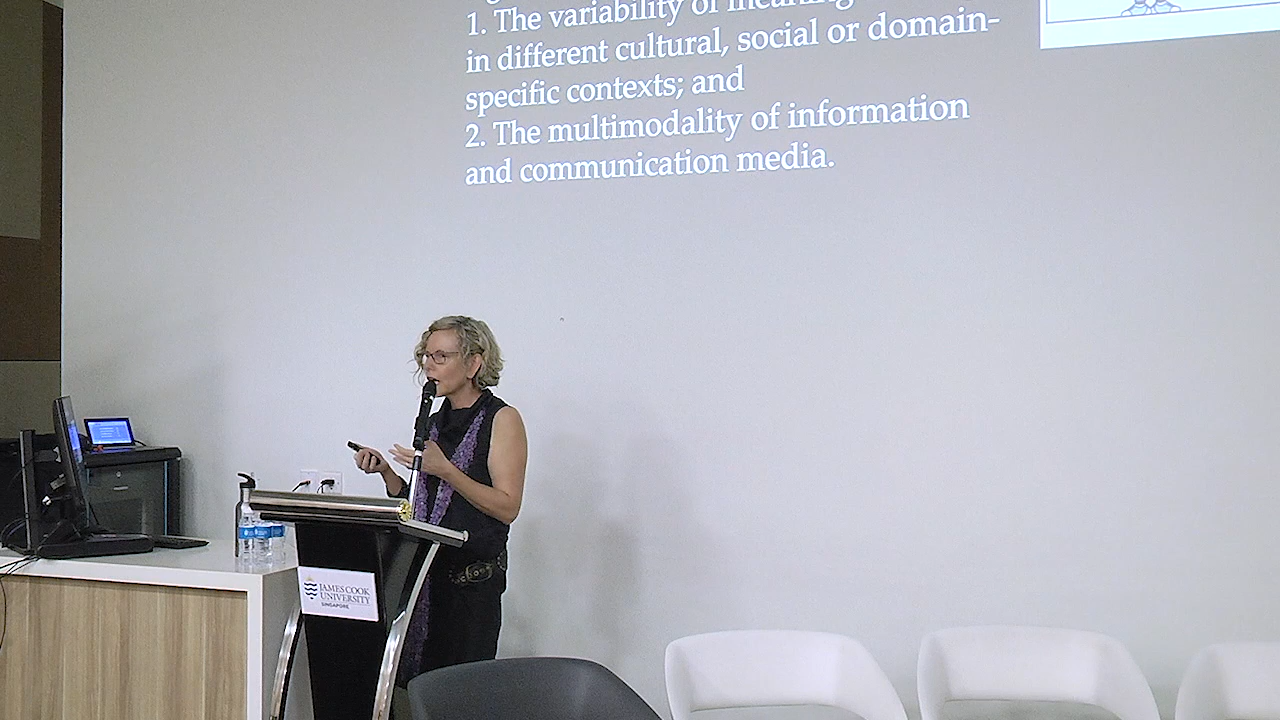 1. The variability of meaning
in different cultural, social or domain-
specific contexts; and
2. The multimodality of information
and communication media.
JAMES COOK
UNIVERSITY
SINGAPORE